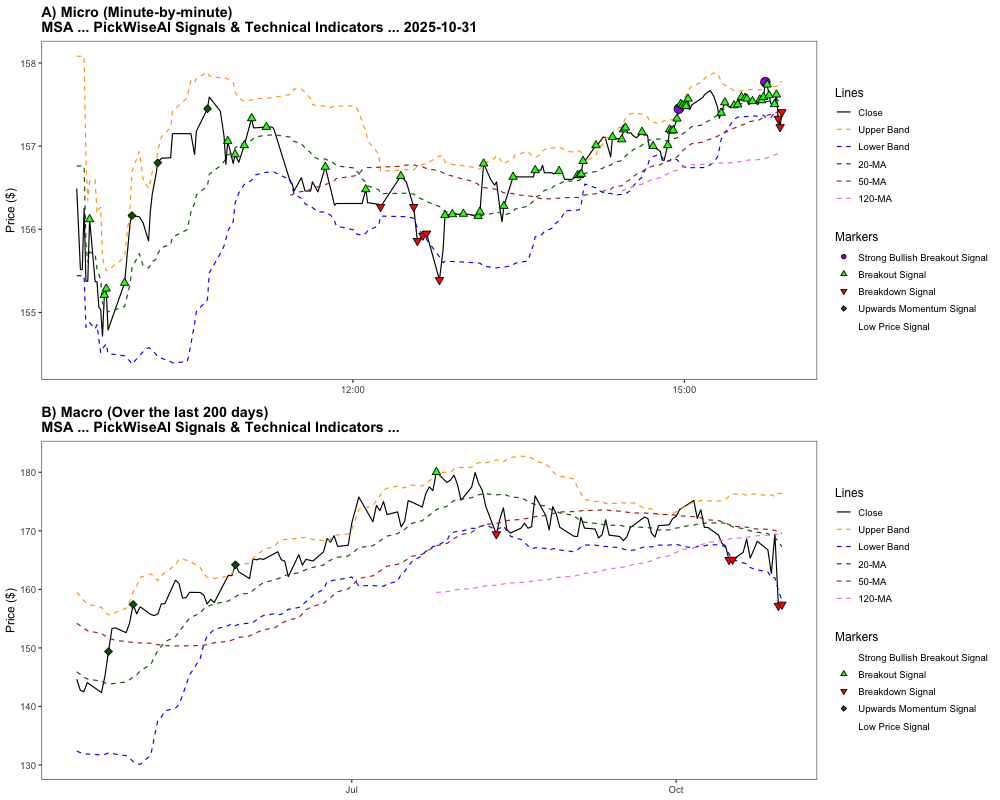 A) Micro (Minute-by-minute)
MSA ... PickWiseAI Signals & Technical Indicators ... 2025-10-31
158
157
156
155
Price ($)
12:00
15:00
Lines
Close
Upper Band
Lower Band
20-MA
50-MA
120-MA
Markers
Strong Bullish Breakout Signal
Breakout Signal
Breakdown Signal
Upwards Momentum Signal
Low Price Signal
B) Macro (Over the last 200 days)
MSA ... PickWiseAI Signals & Technical Indicators ...
180
170
160
150
140
130
Price ($)
Jul
Oct
Lines
Close
Upper Band
Lower Band
20-MA
50-MA
120-MA
Markers
Strong Bullish Breakout Signal
Breakout Signal
Breakdown Signal
Upwards Momentum Signal
Low Price Signal